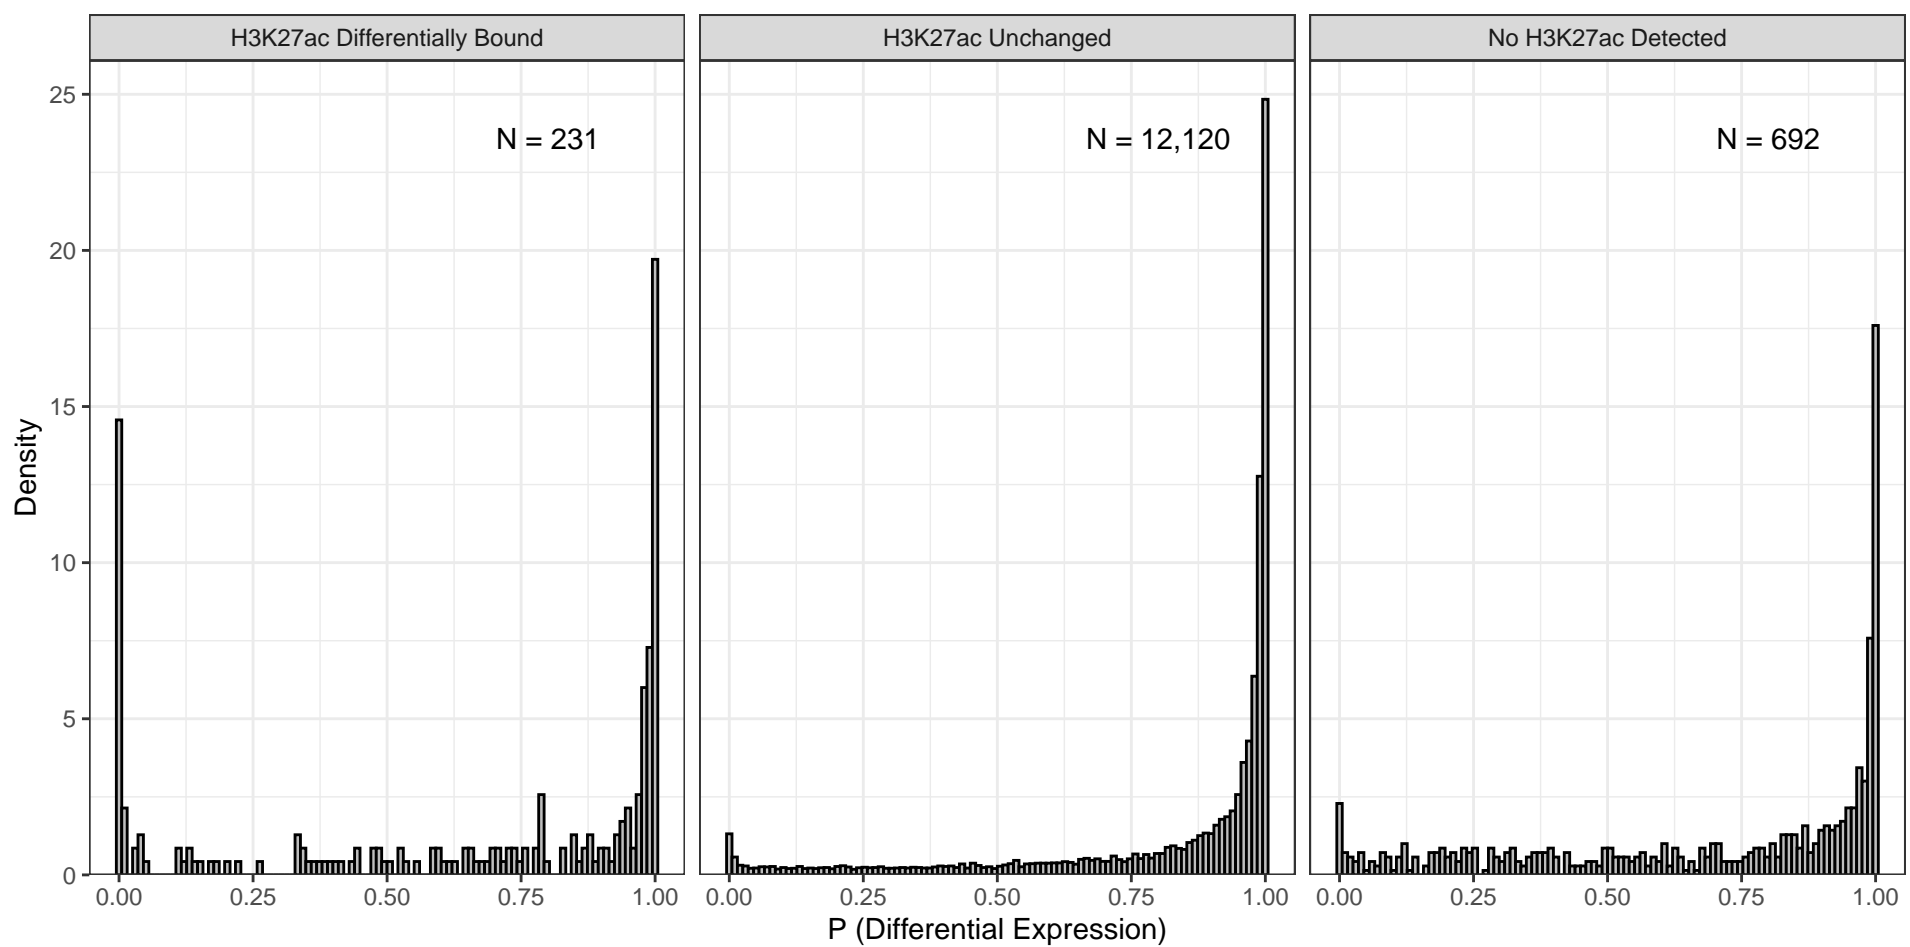 H3K27ac Differentially Bound
H3K27ac Unchanged
No H3K27ac Detected
N = 231
N = 12,120
N = 692
Density
25
20
15
10
5
0
0.00 0.25 0.50 0.75 1.00
0.00 0.25 0.50 0.75 1.00
0.00 0.25 0.50 0.75 1.00
P (Differential Expression)